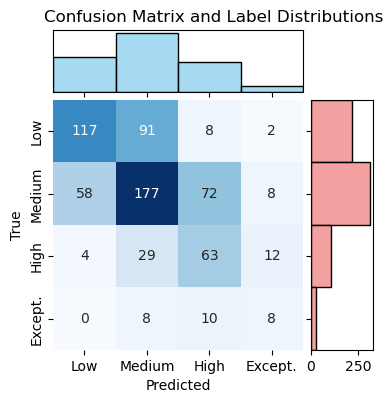 Confusion Matrix and Label Distributions
Low 117 91 8 2
Medium 58 177 72 8
High 4 29 63 12
Except. 0 8 10 8
True
Low Medium High Except.
0 250
Predicted